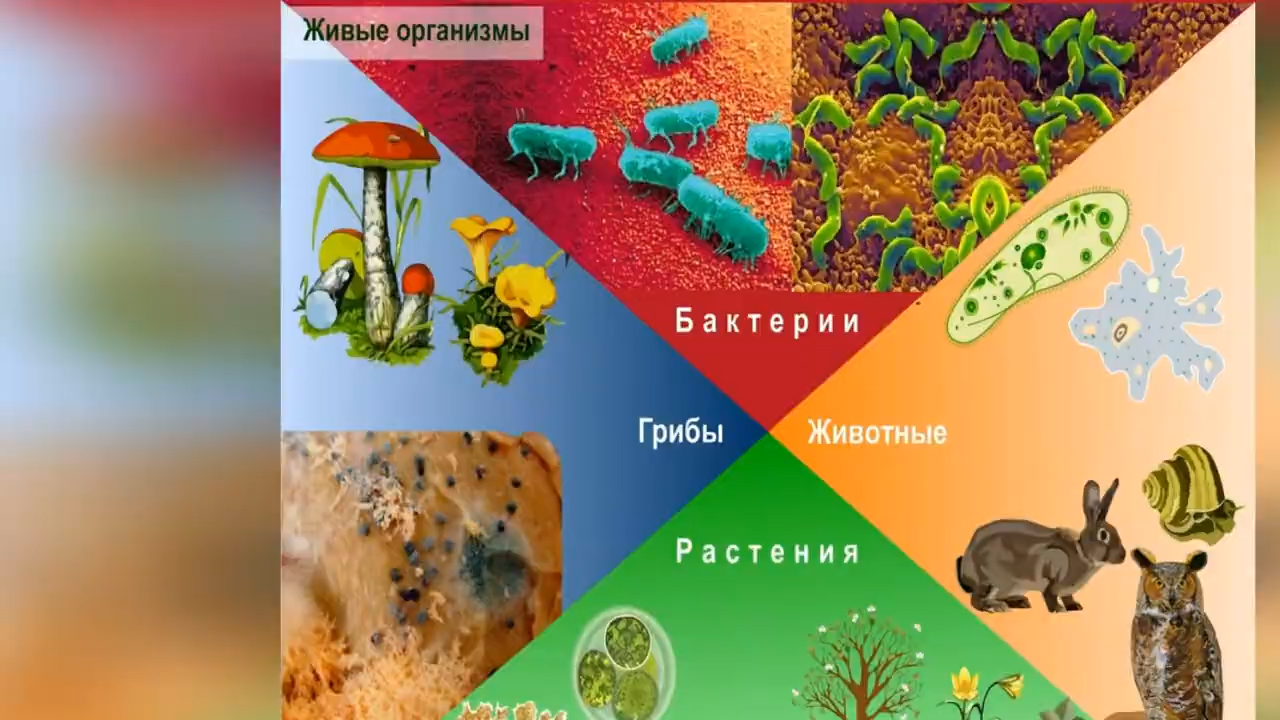 Живые организмы
Бактерии
Грибы
Животные
Растения